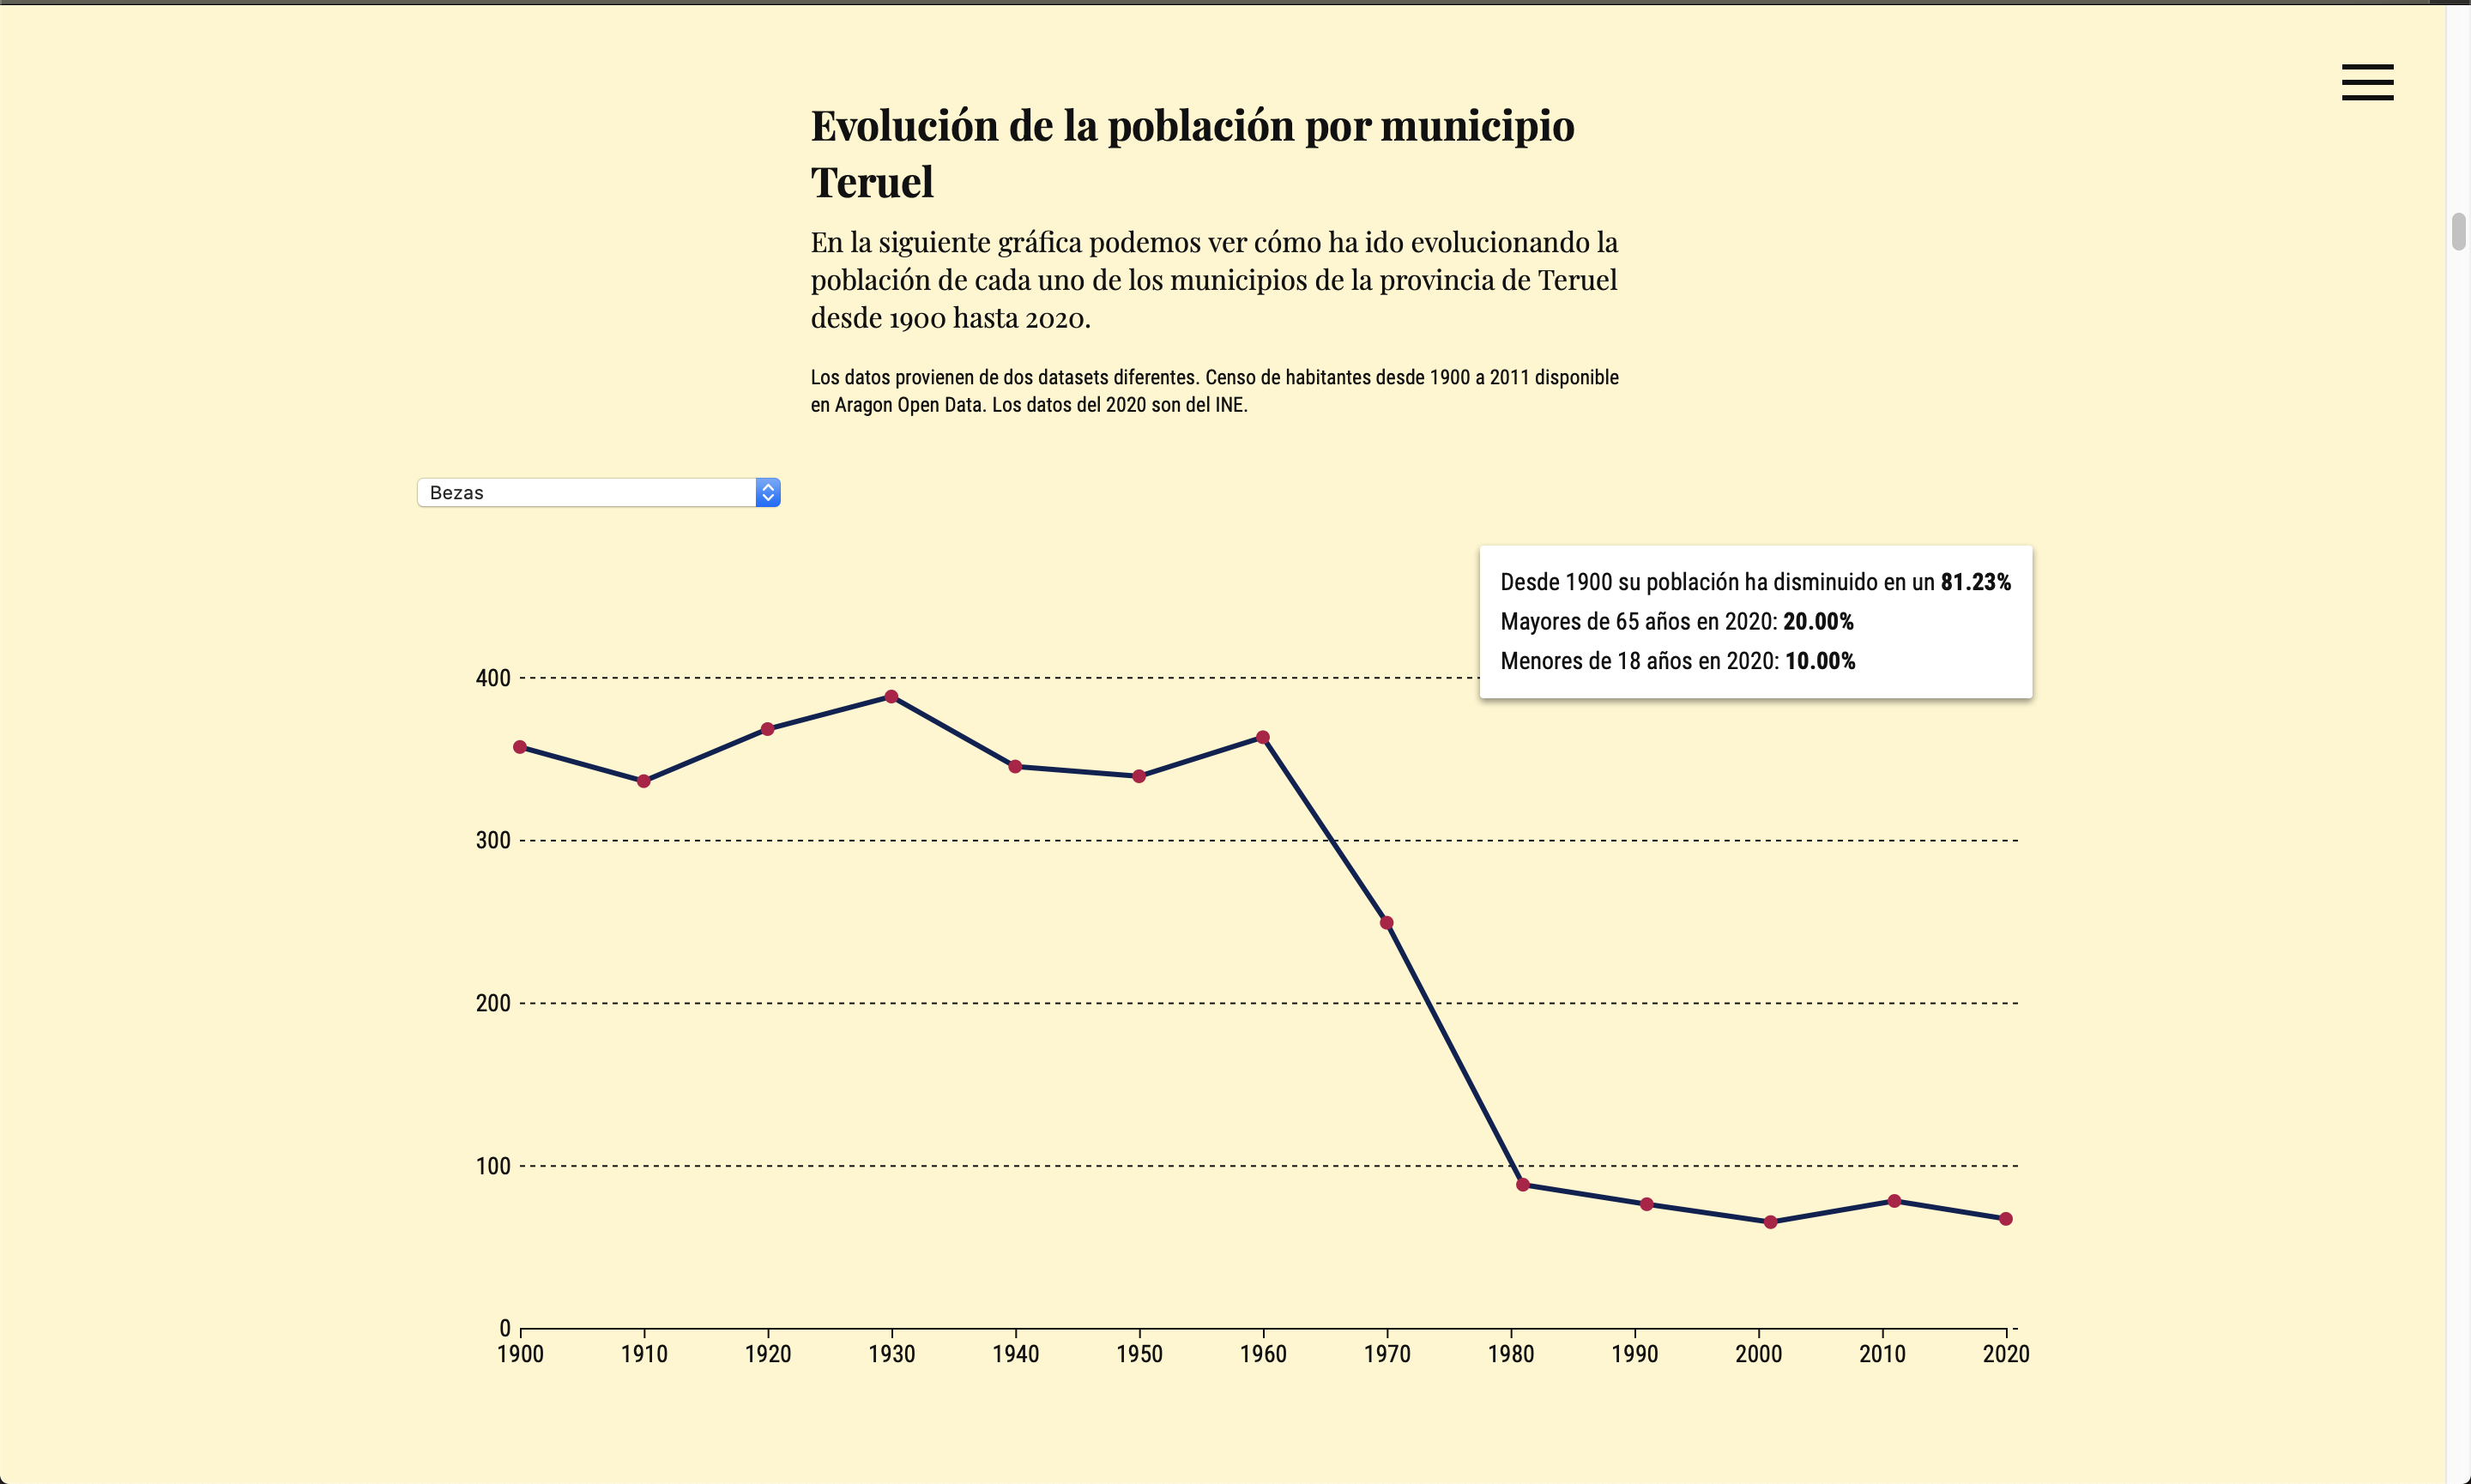 Evolución de la población por municipio
Teruel
En la siguiente gráfica podemos ver cómo ha ido evolucionando la
población de cada uno de los municipios de la provincia de Teruel
desde 1900 hasta 2020.
Los datos provienen de dos datasets diferentes. Censo de habitantes desde 1900 a 2011 disponible
en Aragon Open Data. Los datos del 2020 son del INE.
Bezas
Desde 1900 su población ha disminuido en un 81.23%
Mayores de 65 años en 2020: 20.00%
Menores de 18 años en 2020: 10.00%
400
300
200
100
0
1900 1910 1920 1930 1940 1950 1960 1970 1980 1990 2000 2010 2020